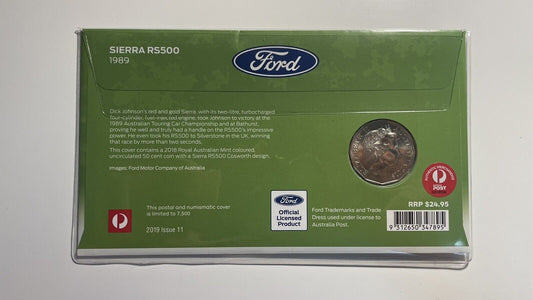 SIERRA RS500
1989
Ford
Dick Johnson's red and gold Sierra, with its two-litre, turbocharged
four-cylinder, fuel-injected engine, took Johnson to victory at the
1989 Australian Touring Car Championship and at Bathurst,
proving he well and truly had a handle on the RS500's impressive
power. He even took his RS500 to Silverstone in the UK, winning
that race by more than two seconds.
This cover contains a 2018 Royal Australian Mint coloured,
uncirculated 50 cent coin with a Sierra RS500 Cosworth design.
Images: Ford Motor Company of Australia
POST
This postal and numismatic cover
is limited to 7,500
2019 Issue 11
Ford
Official
Licensed
Product
Ford Trademarks and Trade
Dress used under license to
Australia Post.
RRP $24.95
9 312650 347895